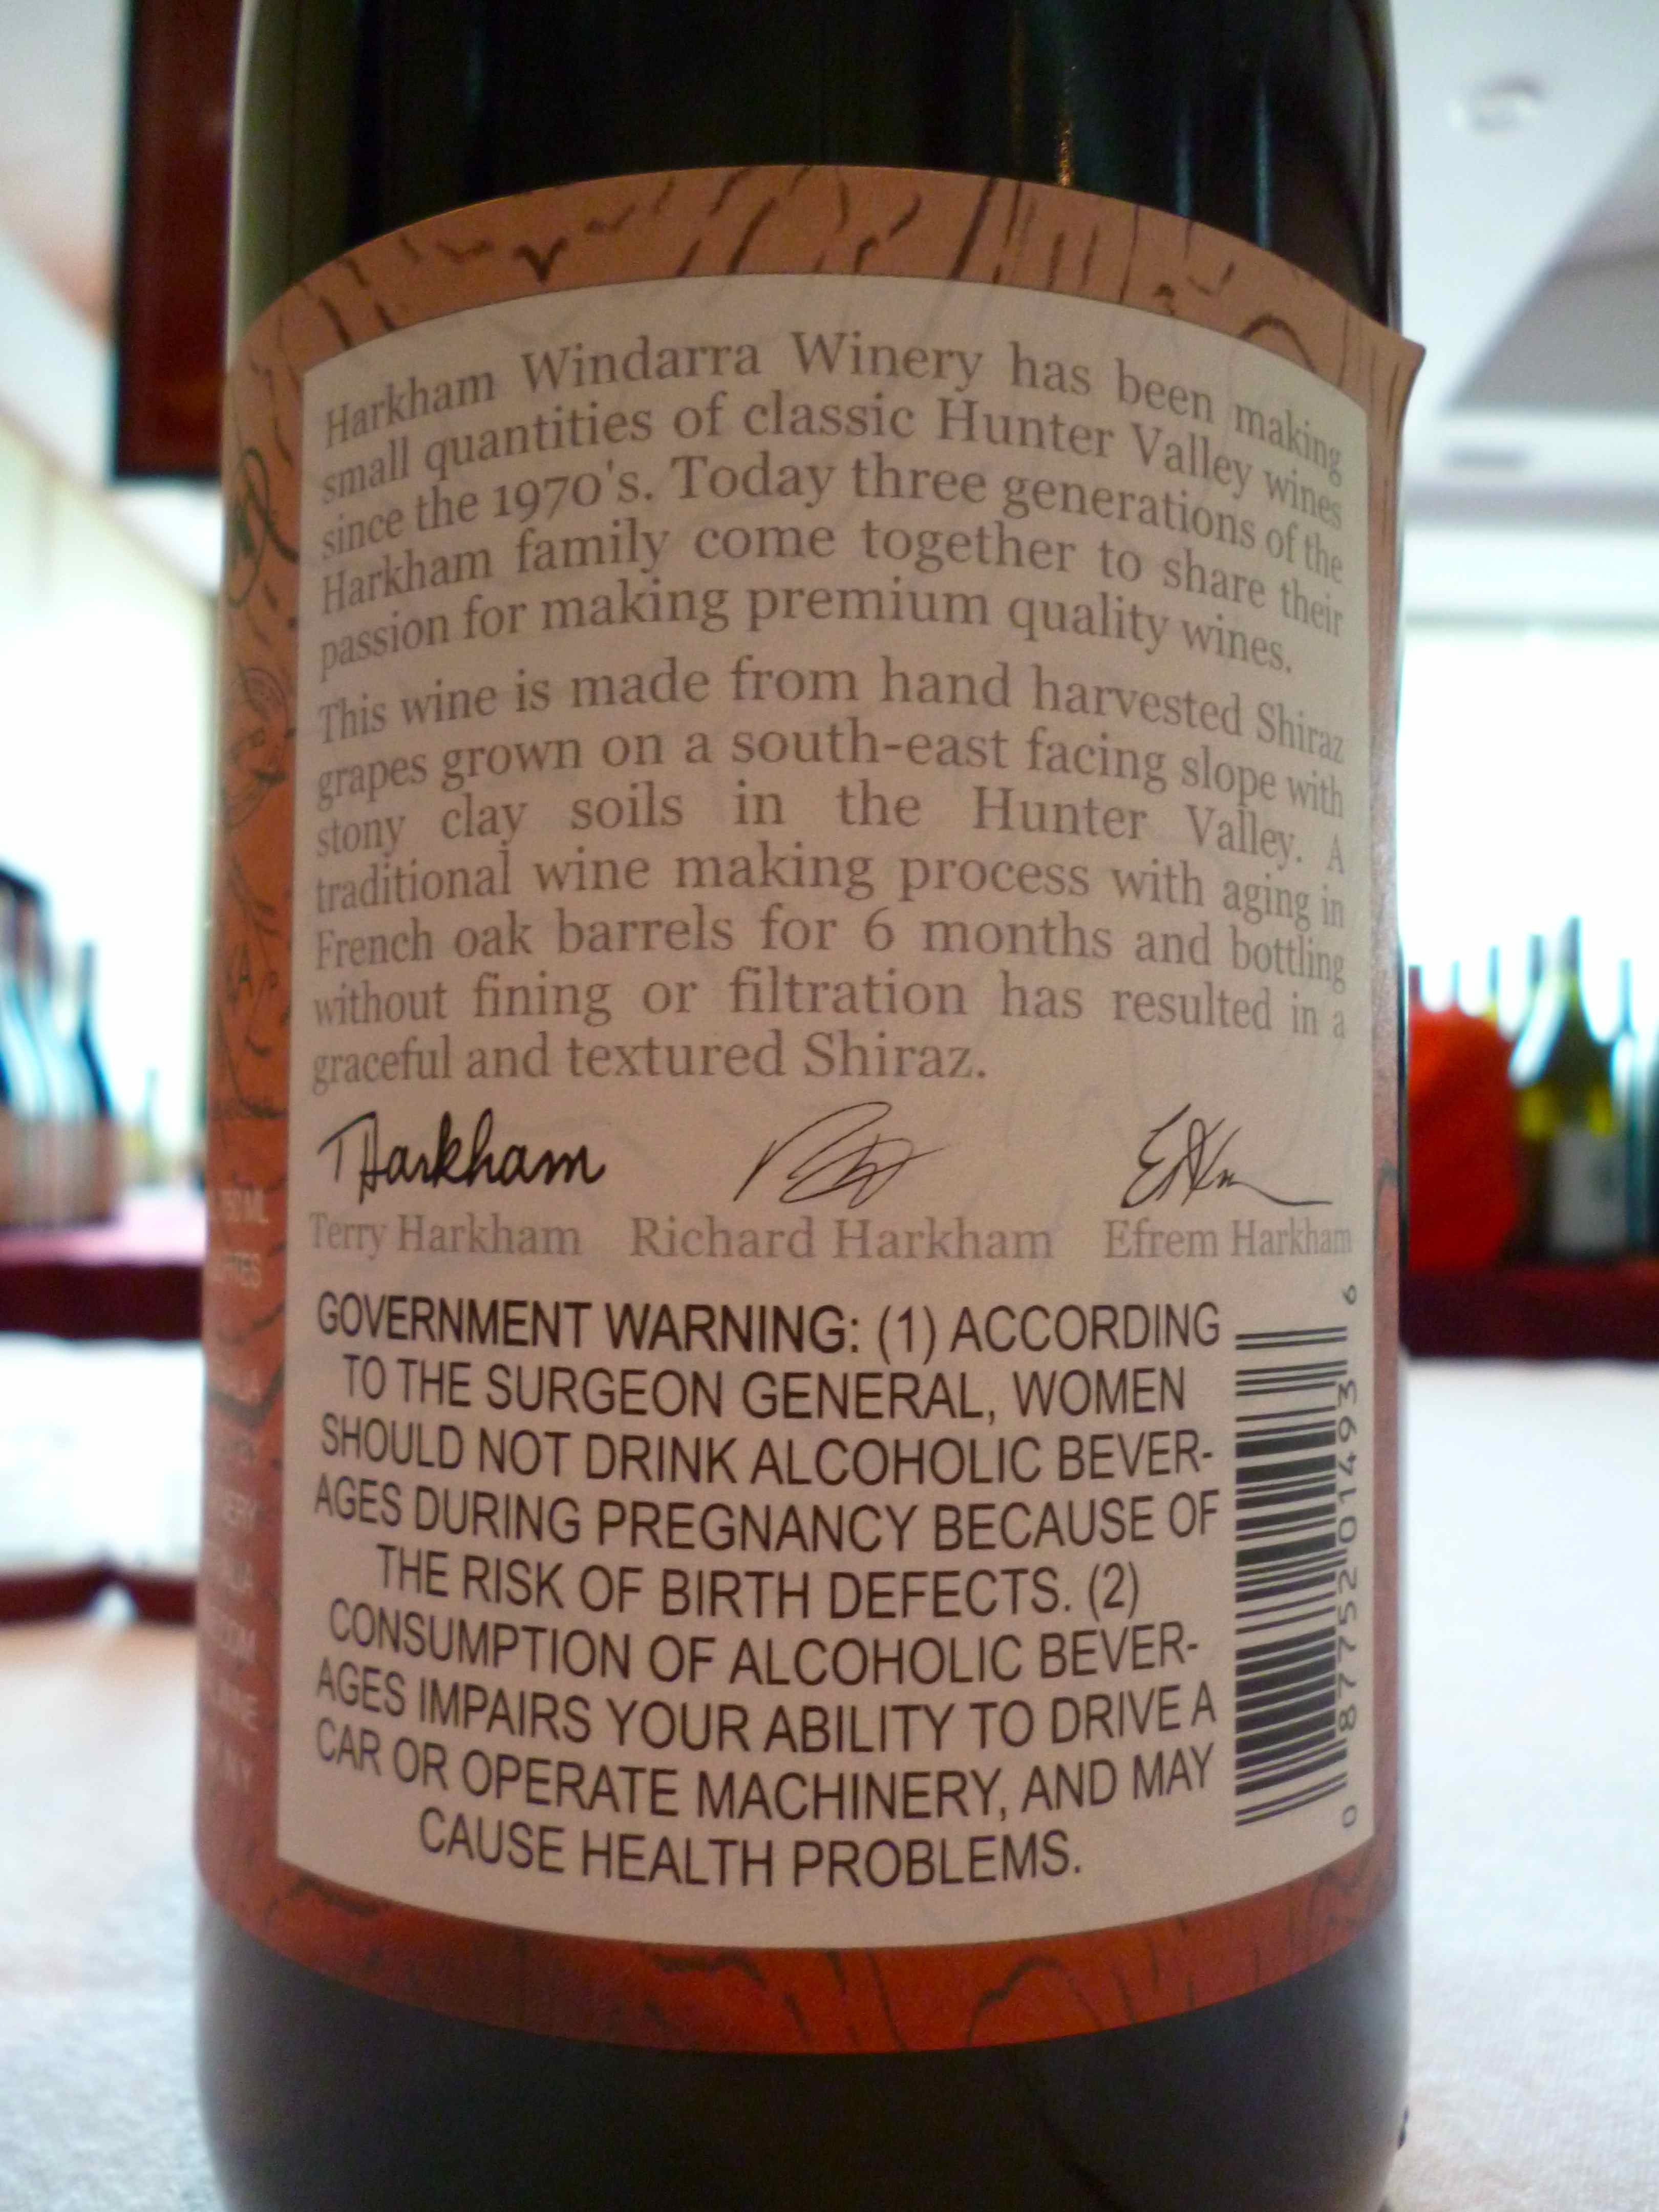 Harkham Windarra Winery has been making
small quantities of classic Hunter Valley wines
since the 1970's. Today three generations of the
Harkham family come together to share their
passion for making premium quality wines.
This wine is made from hand harvested Shiraz
grapes grown on a south-east facing slope with
stony clay soils in the Hunter Valley. A
traditional wine making process with aging in
French oak barrels for 6 months and bottling
without fining or filtration has resulted in a
graceful and textured Shiraz.
THarkham
Terry Harkham Richard Harkham Efrem Harkham
GOVERNMENT WARNING: (1) ACCORDING
TO THE SURGEON GENERAL, WOMEN
SHOULD NOT DRINK ALCOHOLIC BEVER-
AGES DURING PREGNANCY BECAUSE OF
THE RISK OF BIRTH DEFECTS. (2)
CONSUMPTION OF ALCOHOLIC BEVER-
AGES IMPAIRS YOUR ABILITY TO DRIVE A
CAR OR OPERATE MACHINERY, AND MAY
CAUSE HEALTH PROBLEMS.
0 87752 01493 6